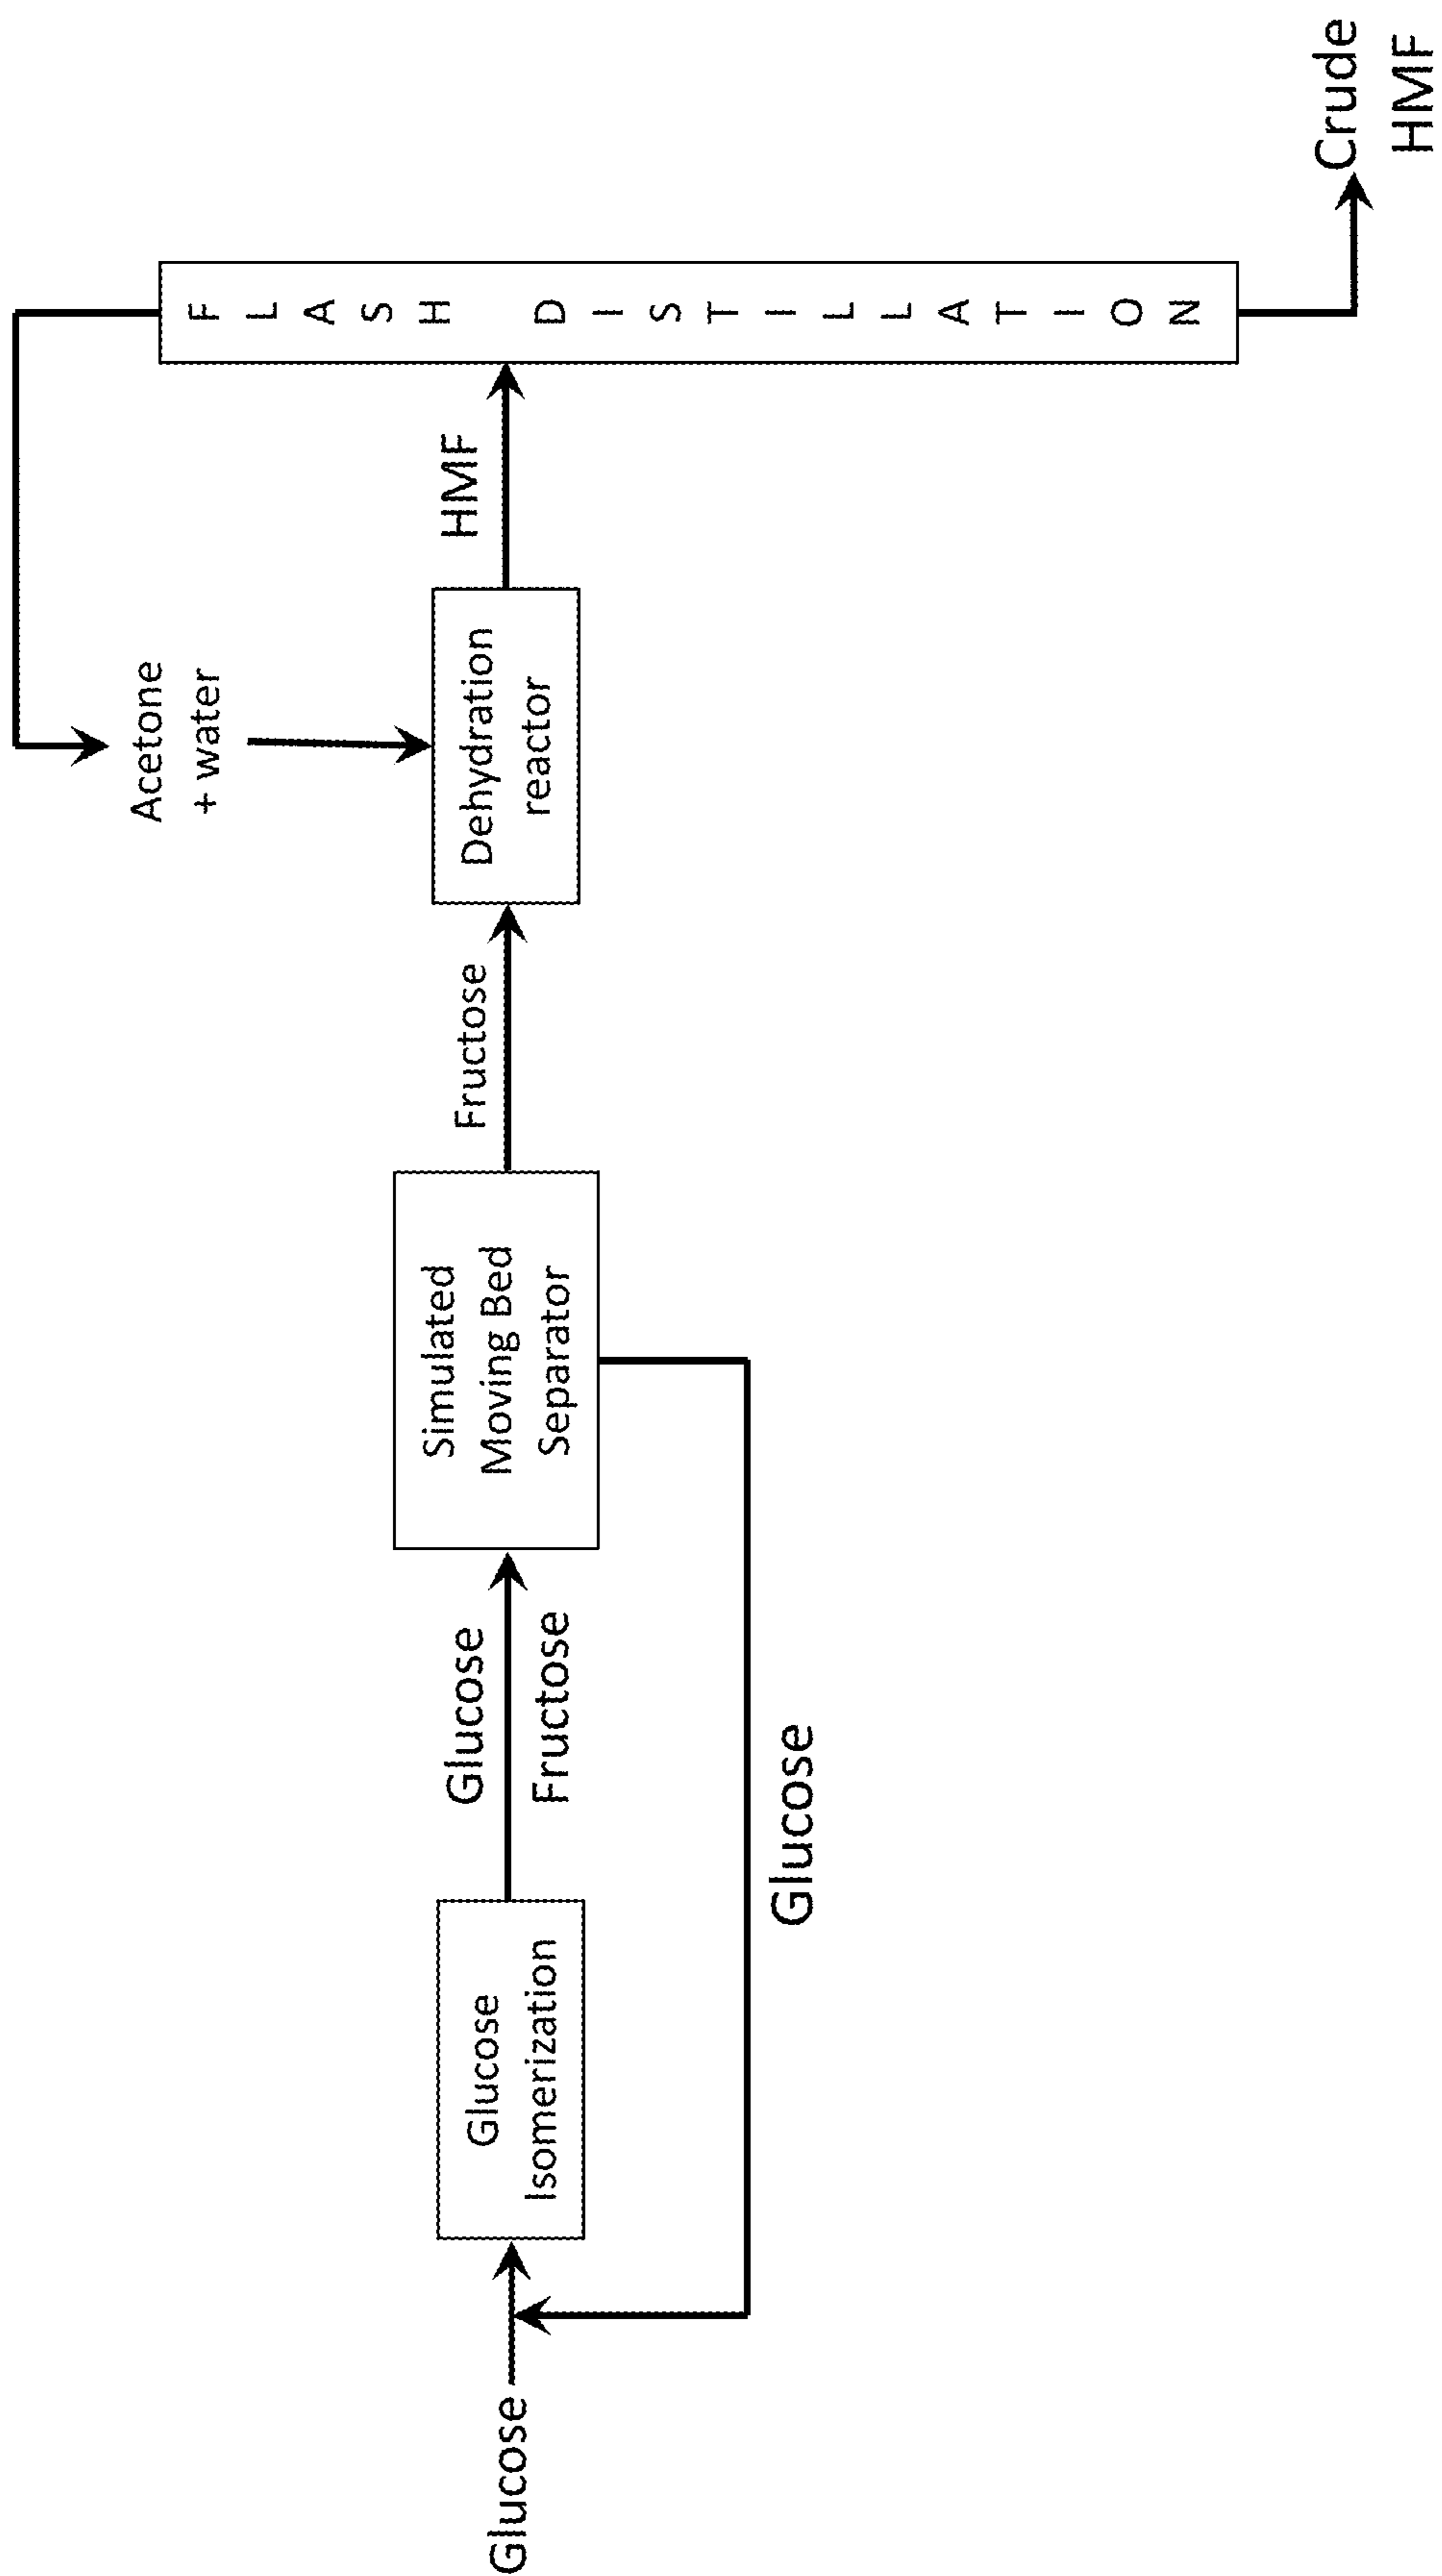 Glucose
Glucose
Isomerization
Glucose
Fructose
Glucose
Simulated
Moving Bed
Separator
Fructose
Dehydration
reactor
Acetone
+ water
HMF
FLASH DISTILLATION
Crude
HMF